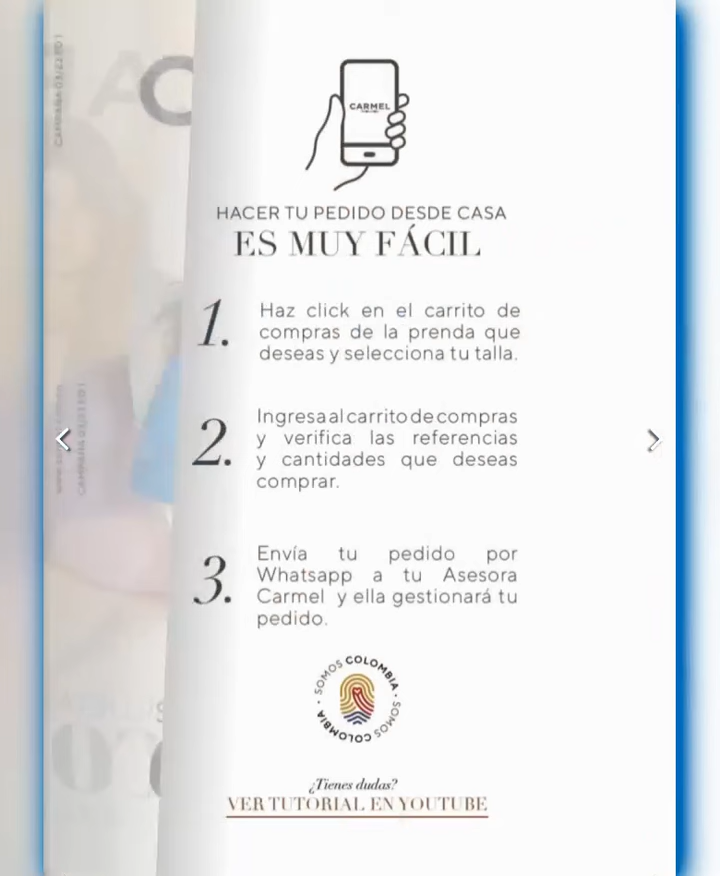 CARMEL
HACER TU PEDIDO DESDE CASA
ES MUY FÁCIL
1.
Haz click en el carrito de
compras de la prenda que
deseas y selecciona tu talla.
2.
Ingresa al carrito de compras
y verifica las referencias
y cantidades que deseas
comprar.
3.
Envía tu pedido por
Whatsapp a tu Asesora
Carmel y ella gestionará tu
pedido.
SOMOS COLOMBIA · SOMOS COLOMBIA ·
¿Tienes dudas?
VER TUTORIAL EN YOUTUBE